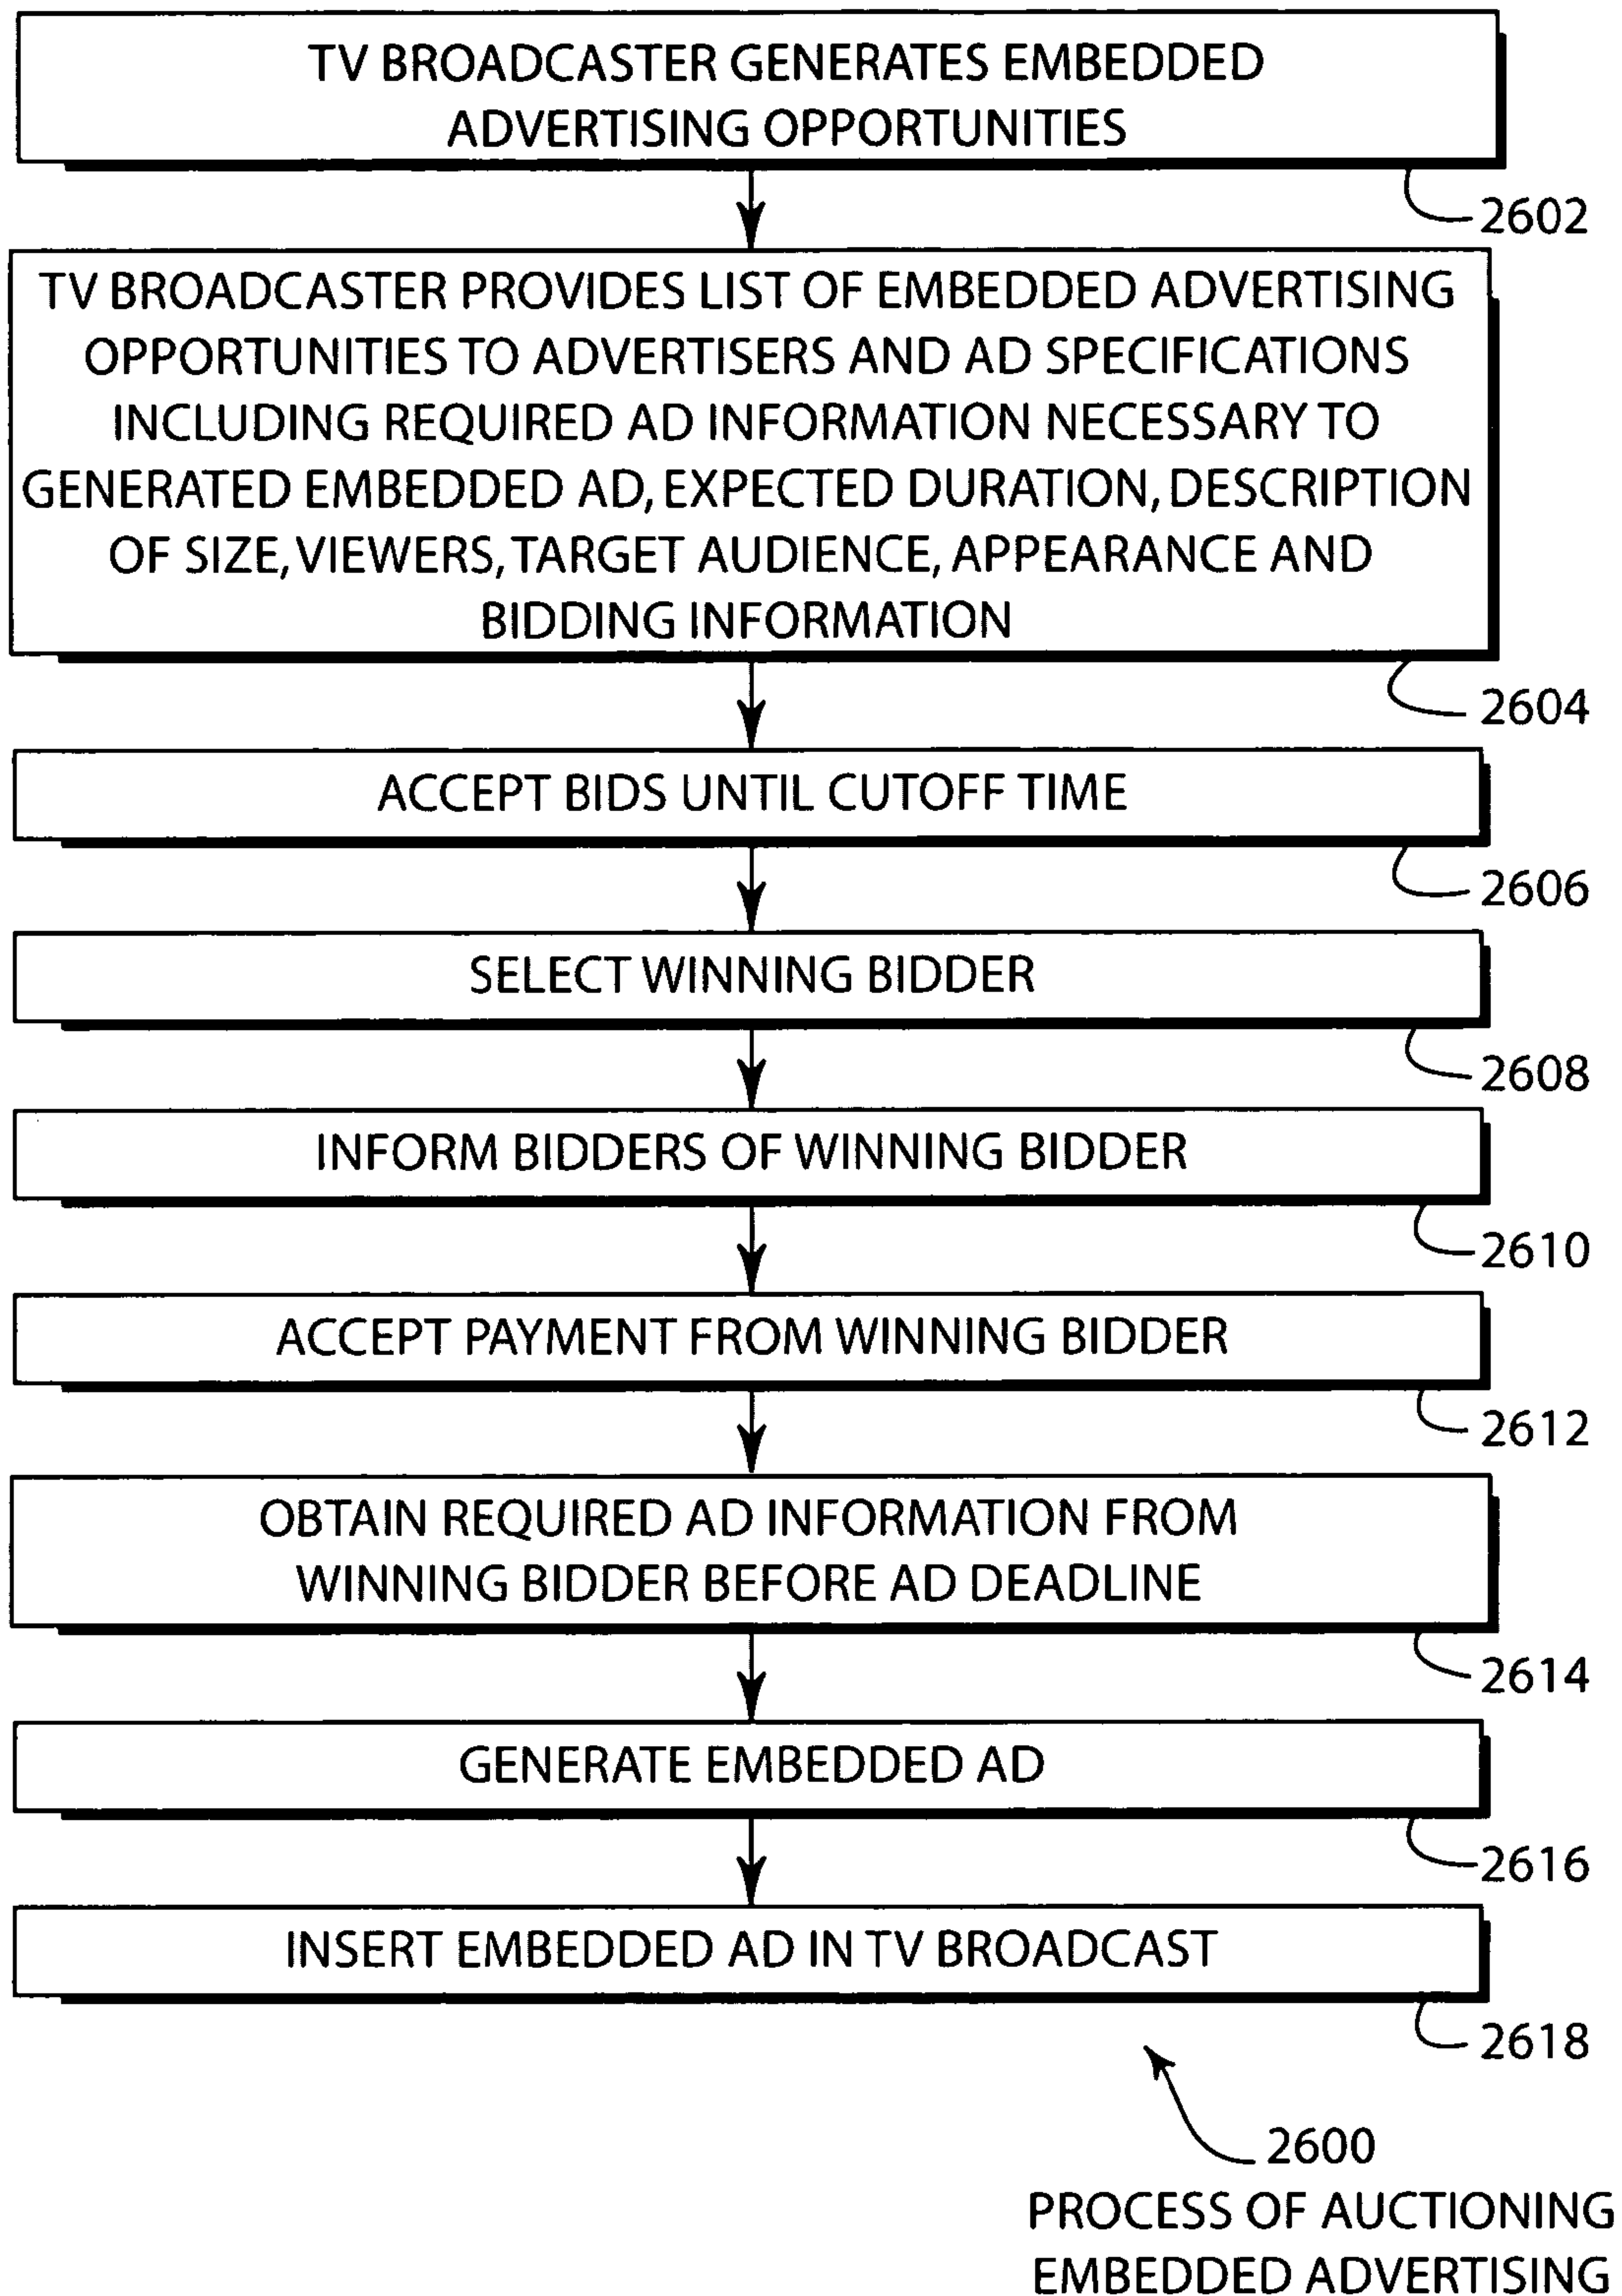 TV BROADCASTER GENERATES EMBEDDED
ADVERTISING OPPORTUNITIES
2602
TV BROADCASTER PROVIDES LIST OF EMBEDDED ADVERTISING
OPPORTUNITIES TO ADVERTISERS AND AD SPECIFICATIONS
INCLUDING REQUIRED AD INFORMATION NECESSARY TO
GENERATED EMBEDDED AD, EXPECTED DURATION, DESCRIPTION
OF SIZE, VIEWERS, TARGET AUDIENCE, APPEARANCE AND
BIDDING INFORMATION
2604
ACCEPT BIDS UNTIL CUTOFF TIME
2606
SELECT WINNING BIDDER
2608
INFORM BIDDERS OF WINNING BIDDER
2610
ACCEPT PAYMENT FROM WINNING BIDDER
2612
OBTAIN REQUIRED AD INFORMATION FROM
WINNING BIDDER BEFORE AD DEADLINE
2614
GENERATE EMBEDDED AD
2616
INSERT EMBEDDED AD IN TV BROADCAST
2618
2600
PROCESS OF AUCTIONING
EMBEDDED ADVERTISING